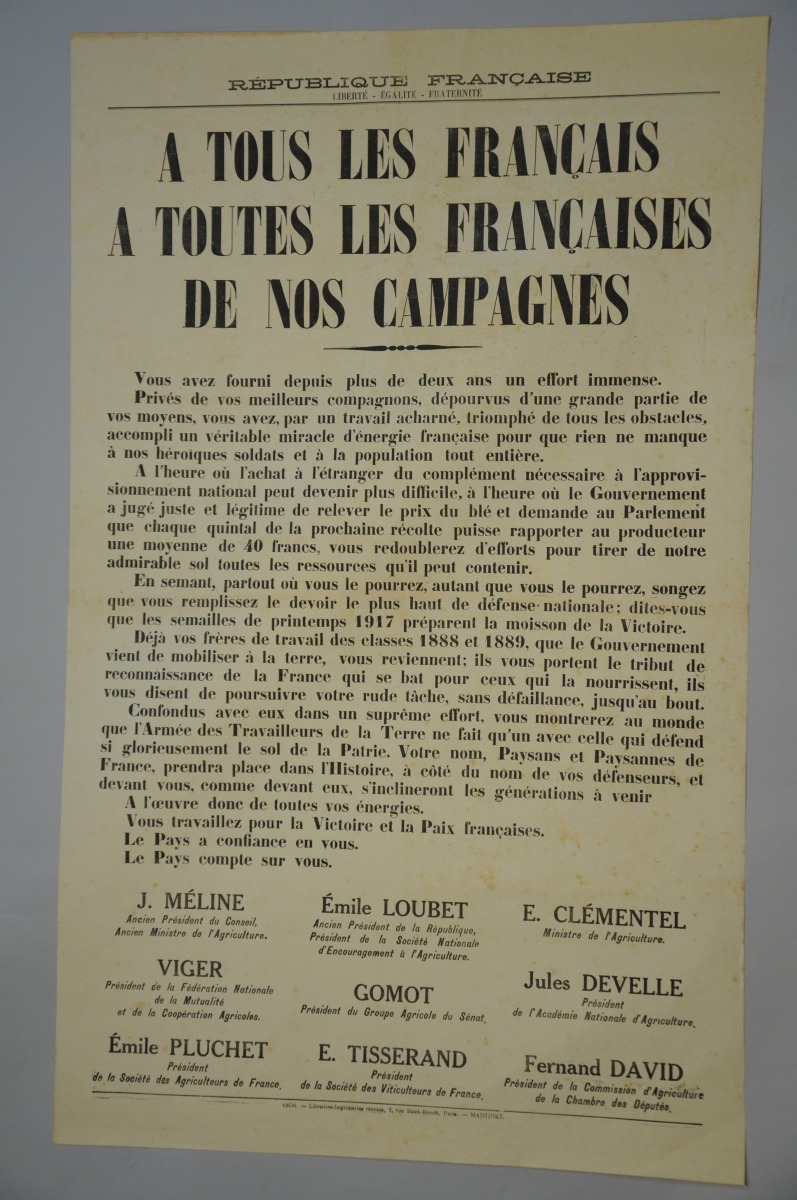 RÉPUBLIQUE FRANÇAISE
LIBERTÉ - ÉGALITÉ - FRATERNITÉ
A TOUS LES FRANÇAIS
A TOUTES LES FRANÇAISES
DE NOS CAMPAGNES
Vous avez fourni depuis plus de deux ans un effort immense.
Privés de vos meilleurs compagnons, dépourvus d'une grande partie de
vos moyens, vous avez, par un travail acharné, triomphé de tous les obstacles,
accompli un véritable miracle d'énergie française pour que rien ne manque
à nos héroïques soldats et à la population tout entière.
A l'heure où l'achat à l'étranger du complément nécessaire à l'approvi-
sionnement national peut devenir plus difficile, à l'heure où le Gouvernement
a jugé juste et légitime de relever le prix du blé et demande au Parlement
que chaque quintal de la prochaine récolte puisse rapporter au producteur
une moyenne de 40 francs, vous redoublerez d'efforts pour tirer de notre
admirable sol toutes les ressources qu'il peut contenir.
En semant, partout où vous le pourrez, autant que vous le pourrez, songez
que vous remplissez le devoir le plus haut de défense nationale; dites-vous
que les semailles de printemps 1917 préparent la moisson de la Victoire.
Déjà vos frères de travail des classes 1888 et 1889, que le Gouvernement
vient de mobiliser à la terre, vous reviennent; ils vous portent le tribut de
reconnaissance de la France qui se bat pour ceux qui la nourrissent, ils
vous disent de poursuivre votre rude tâche, sans défaillance, jusqu'au bout.
Confondus avec eux dans un suprême effort, vous montrerez au monde
que l'Armée des Travailleurs de la Terre ne fait qu'un avec celle qui défend
si glorieusement le sol de la Patrie. Votre nom, Paysans et Paysannes de
France, prendra place dans l'Histoire, à côté du nom de vos défenseurs, et
devant vous, comme devant eux, s'inclineront les générations à venir
A l'œuvre donc de toutes vos énergies.
Vous travaillez pour la Victoire et la Paix françaises.
Le Pays a confiance en vous.
Le Pays compte sur vous.
J. MÉLINE
Ancien Président du Conseil,
Ancien Ministre de l'Agriculture.
Émile LOUBET
Ancien Président de la République,
Président de la Société Nationale
d'Encouragement à l'Agriculture.
E. CLÉMENTEL
Ministre de l'Agriculture.
VIGER
Président de la Fédération Nationale
de la Mutualité
et de la Coopération Agricoles.
GOMOT
Président du Groupe Agricole du Sénat.
Jules DEVELLE
Président
de l'Académie Nationale d'Agriculture.
Émile PLUCHET
Président
de la Société des Agriculteurs de France.
E. TISSERAND
Président
de la Société des Viticulteurs de France.
Fernand DAVID
Président de la Commission d'Agriculture
de la Chambre des Députés.
— Librairies-Imprimeries réunies, 7, rue Saint-Benoît, Paris. — MARTINET.